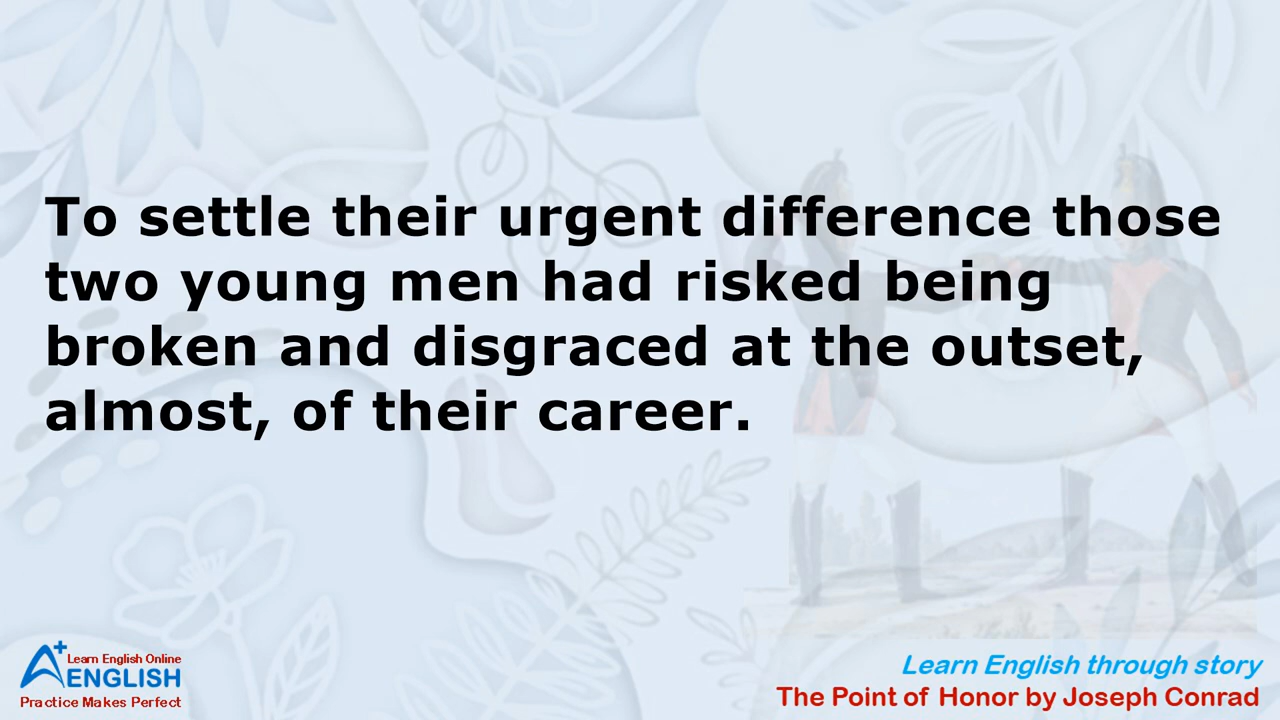 To settle their urgent difference those
two young men had risked being
broken and disgraced at the outset,
almost, of their career.
A+ Learn English Online
ENGLISH
Practice Makes Perfect
Learn English through story
The Point of Honor by Joseph Conrad